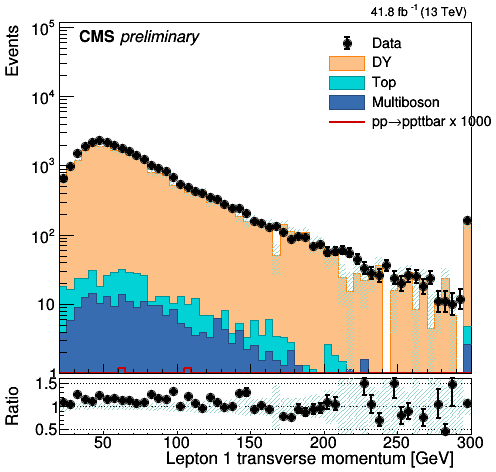 41.8 fb⁻¹ (13 TeV)
CMS preliminary
Events
10⁵
10⁴
10³
10²
10
1
Data
DY
Top
Multiboson
pp→ppttbar x 1000
Ratio
1.5
1
0.5
50 100 150 200 250 300
Lepton 1 transverse momentum [GeV]